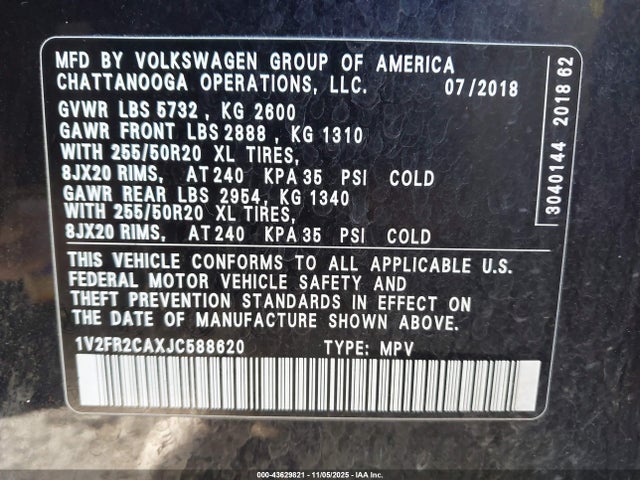 MFD BY VOLKSWAGEN GROUP OF AMERICA
CHATTANOOGA OPERATIONS, LLC. 07/2018
GVWR LBS 5732 , KG 2600
GAWR FRONT LBS 2888 , KG 1310
WITH 255/50R20 XL TIRES,
8JX20 RIMS, AT 240 KPA 35 PSI COLD
GAWR REAR LBS 2954 , KG 1340
WITH 255/50R20 XL TIRES,
8JX20 RIMS, AT 240 KPA 35 PSI COLD
THIS VEHICLE CONFORMS TO ALL APPLICABLE U.S.
FEDERAL MOTOR VEHICLE SAFETY AND
THEFT PREVENTION STANDARDS IN EFFECT ON
THE DATE OF MANUFACTURE SHOWN ABOVE.
1V2FR2CAXJC588620 TYPE: MPV
3040144 2018 62
000-43629821 - 11/05/2025 - IAA Inc.